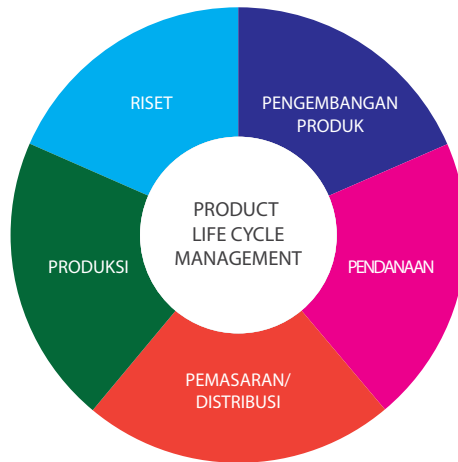 RISET
PENGEMBANGAN
PRODUK
PRODUCT
LIFE CYCLE
MANAGEMENT
PRODUKSI
PENDANAAN
PEMASARAN/
DISTRIBUSI